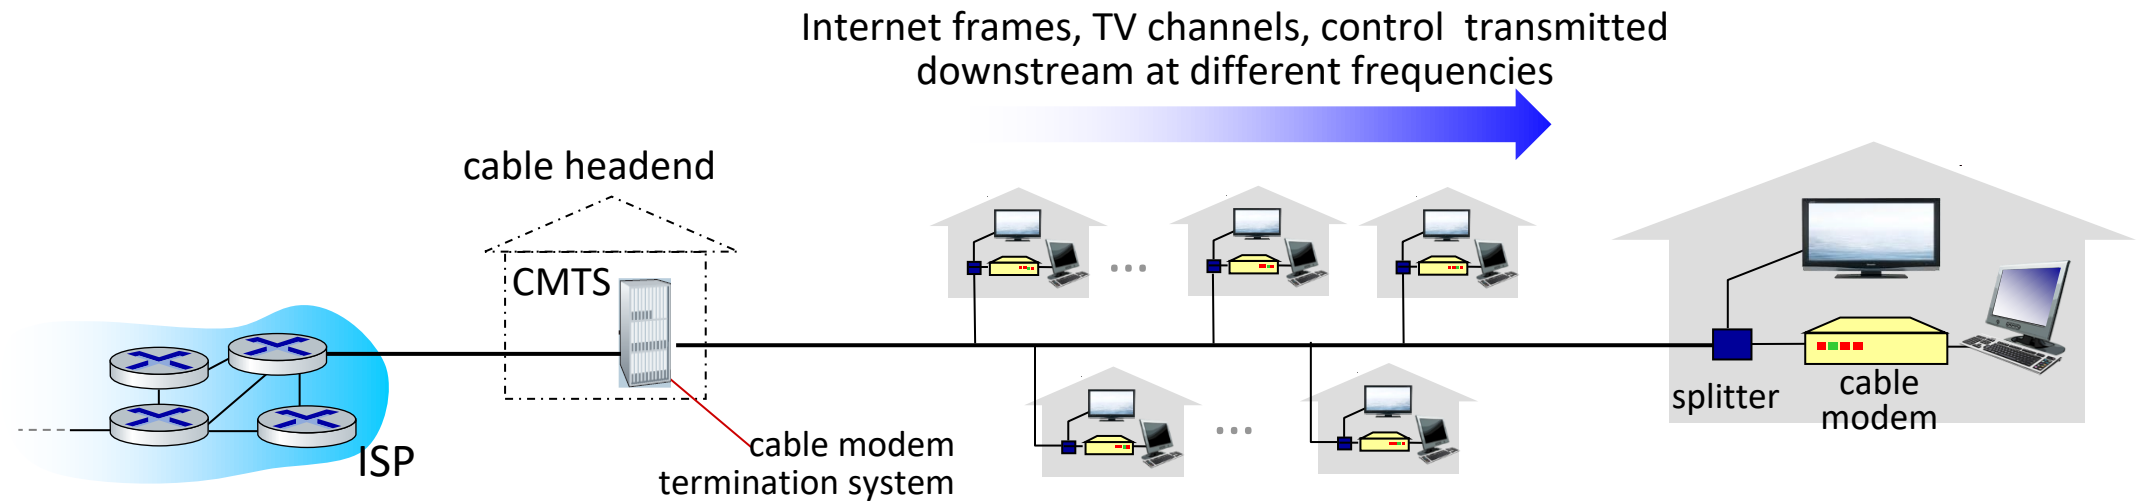 Internet frames, TV channels, control  transmitted
downstream at different frequencies
cable headend
CMTS
ISP
cable modem
termination system
splitter
cable
modem